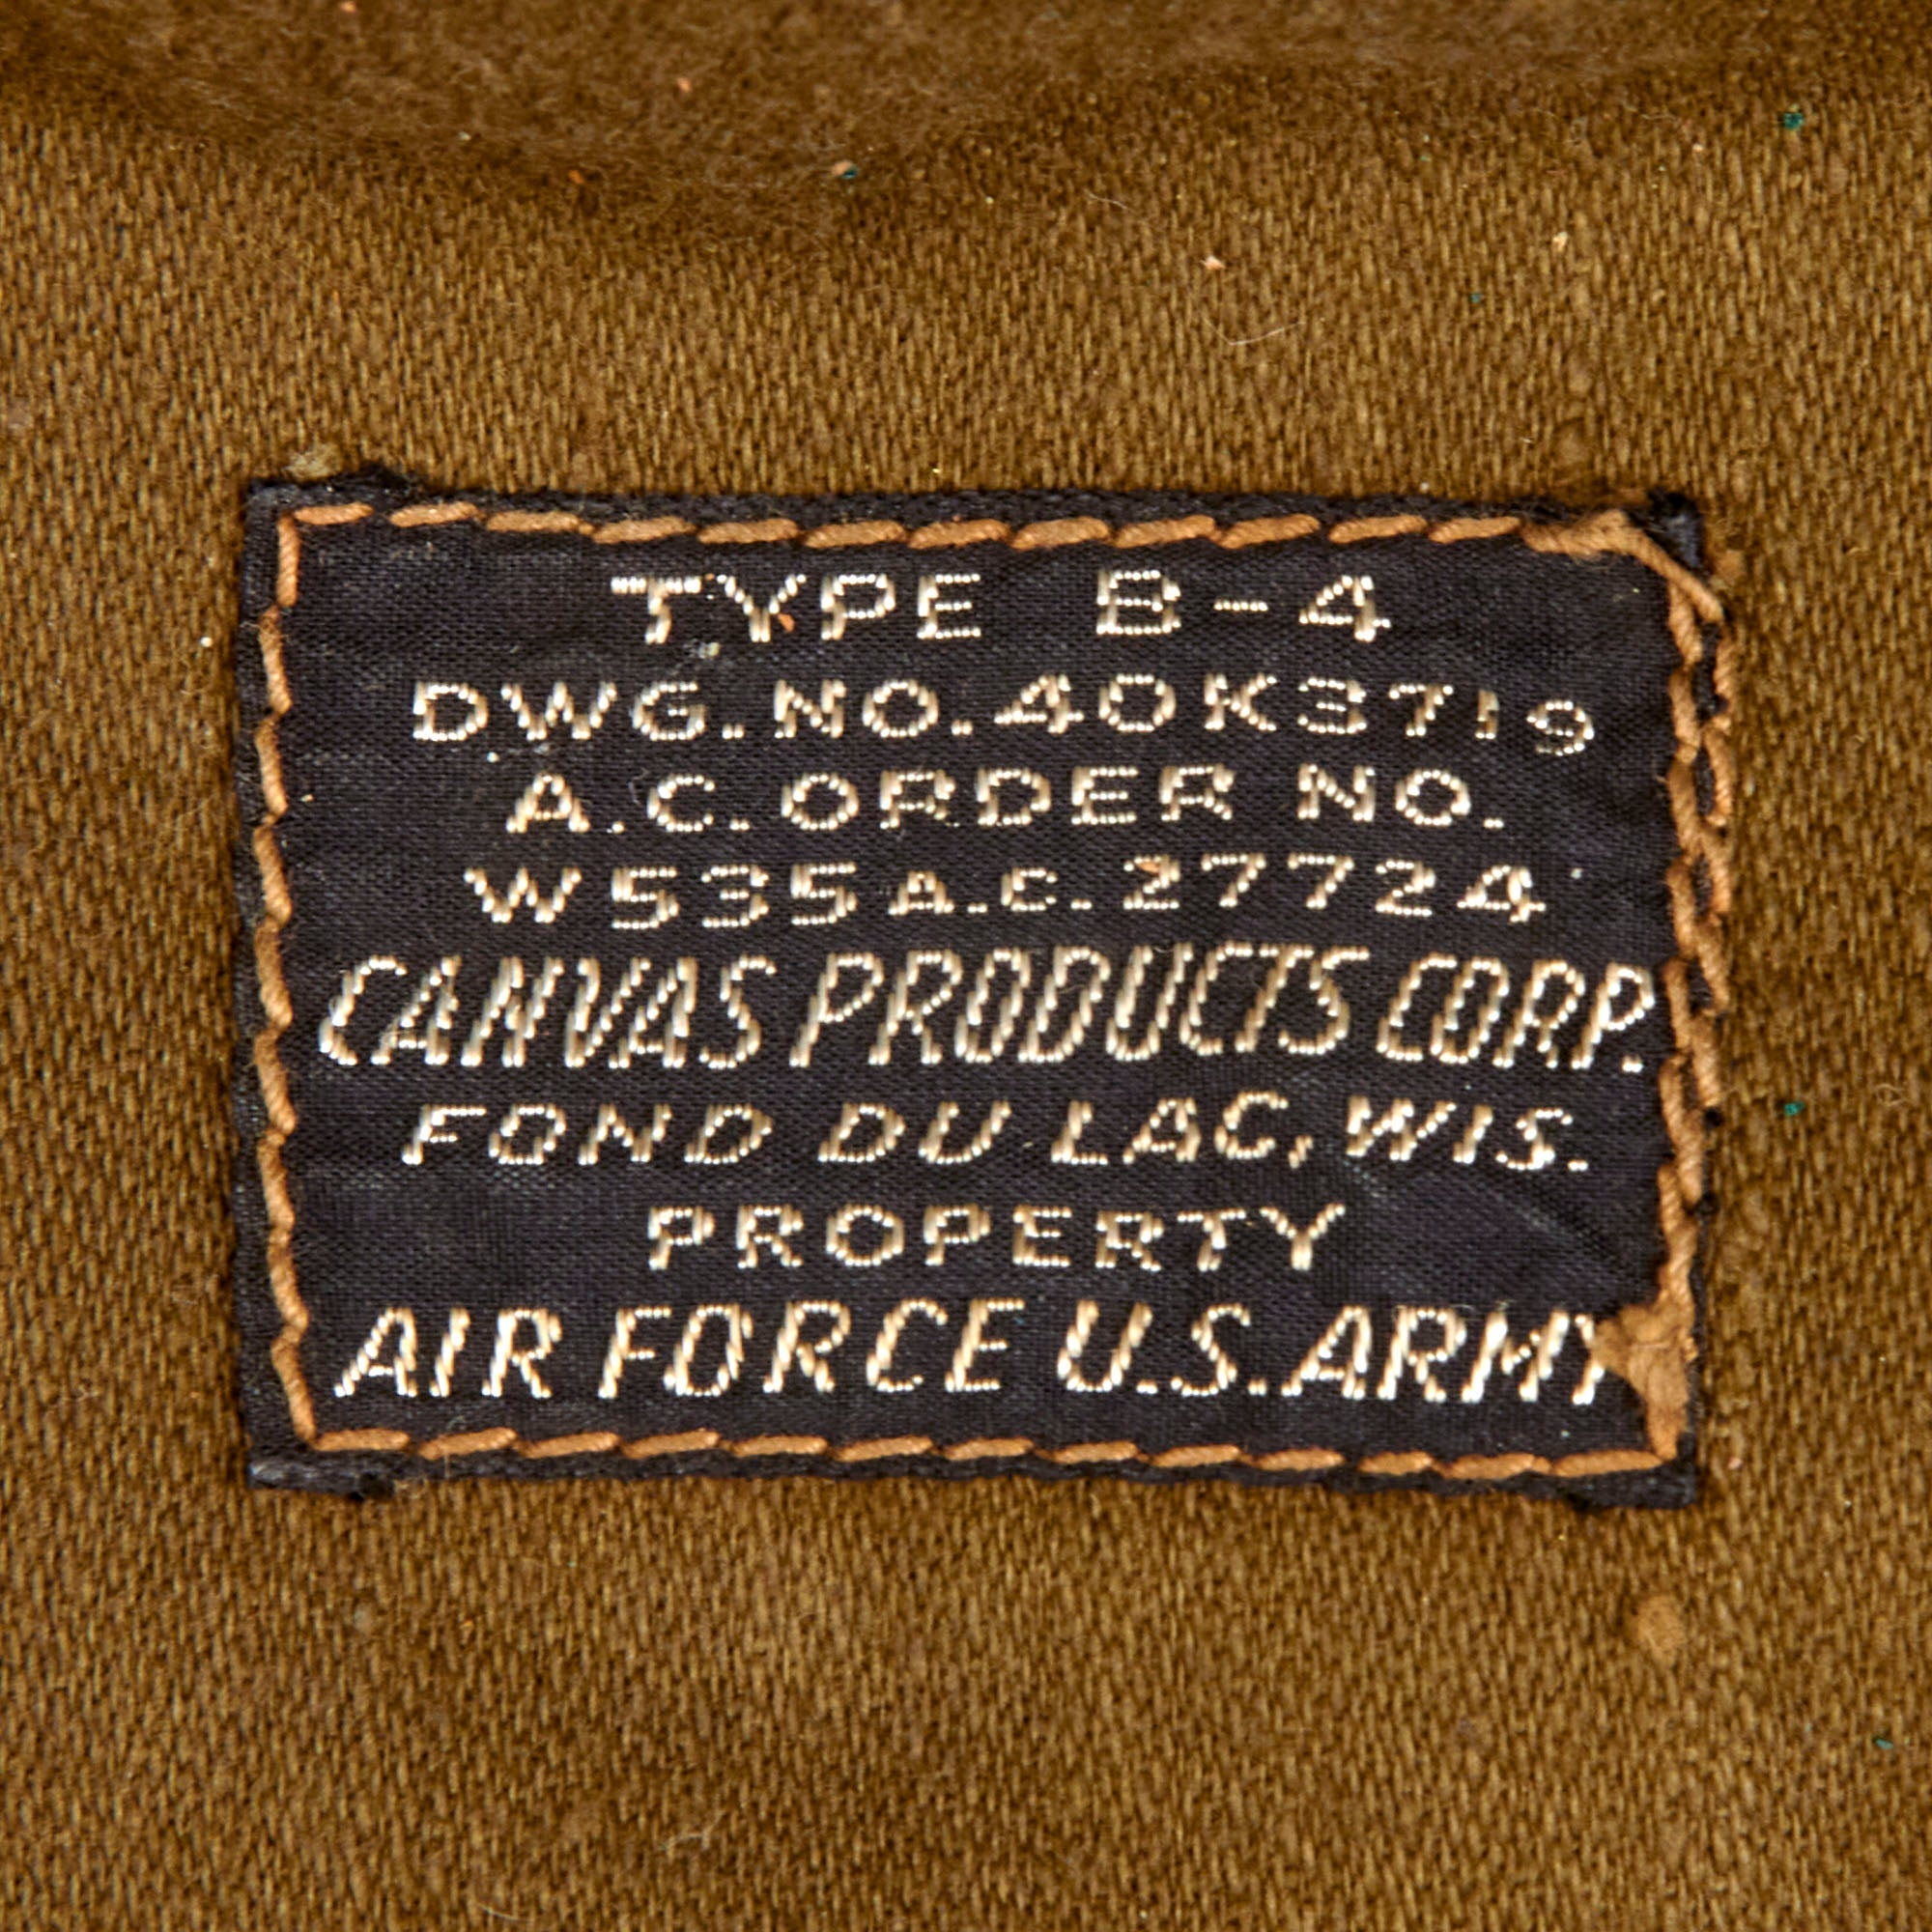 TYPE B-4
DWG.NO.40K3719
A.C.ORDER NO.
W535A.C.27724
CANVAS PRODUCTS CORP.
FOND DU LAC, WIS.
PROPERTY
AIR FORCE U.S.ARMY